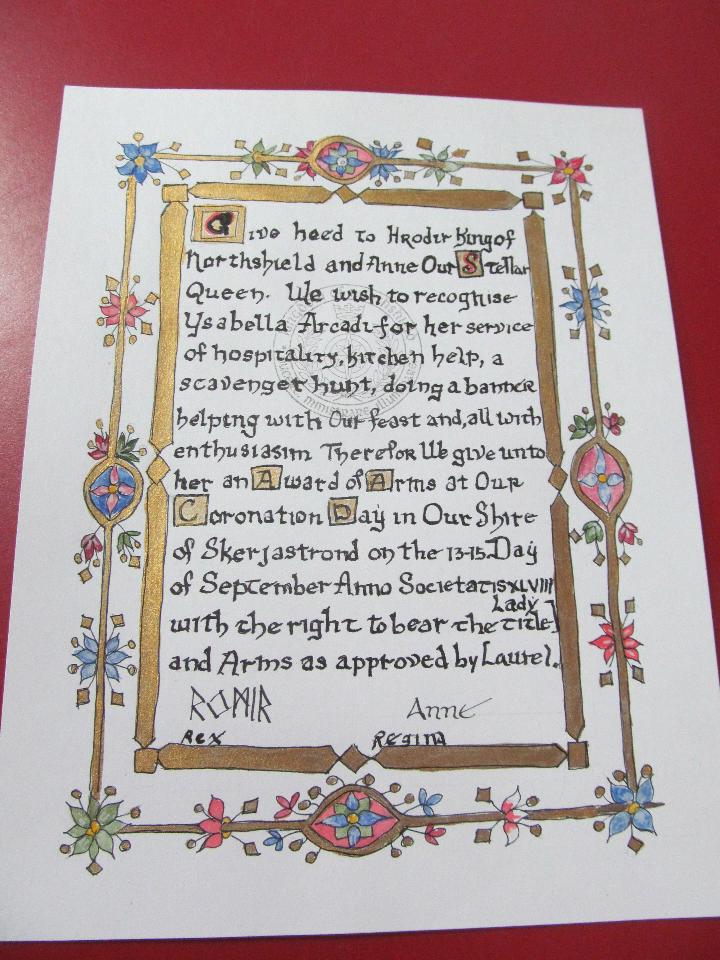 Give heed to Hrodir King of
Northshield and Anne Our Stellar
Queen. We wish to recognise
Ysabella Arcadi for her service
of hospitality, kitchen help, a
scavenger hunt, doing a banner
helping with Our feast and, all with
enthusiasim Therefor We give unto
her an Award of Arms at Our
Coronation Day in Our Shire
of Skerjastrond on the 13-15 Day
of September Anno Societatis XLVIII
Lady
with the right to bear the title
and Arms as approved by Laurel.
Anne
Rex Regina